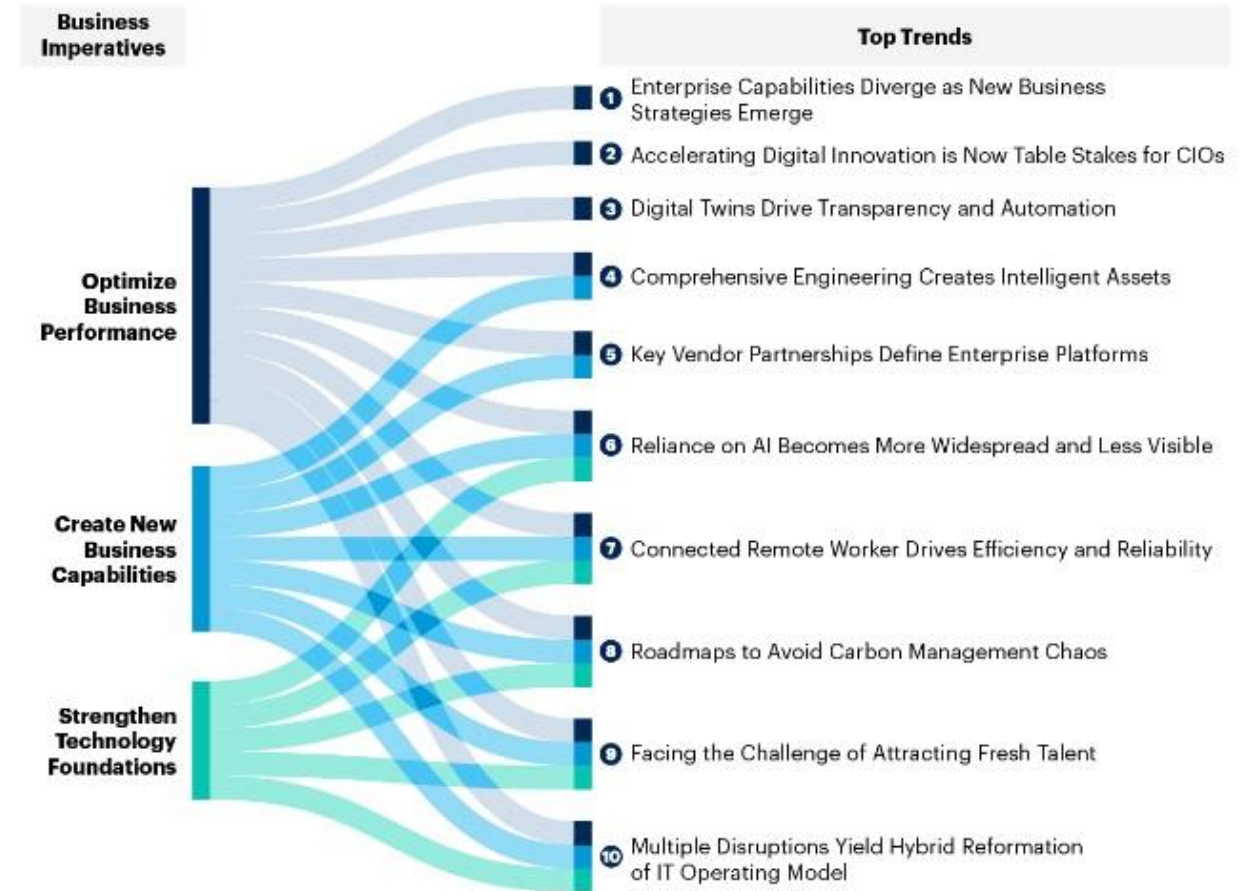 Business
Imperatives
Top Trends
Optimize
Business
Performance
Create New
Business
Capabilities
Strengthen
Technology
Foundations
1 Enterprise Capabilities Diverge as New Business
Strategies Emerge
2 Accelerating Digital Innovation is Now Table Stakes for CIOs
3 Digital Twins Drive Transparency and Automation
4 Comprehensive Engineering Creates Intelligent Assets
5 Key Vendor Partnerships Define Enterprise Platforms
6 Reliance on AI Becomes More Widespread and Less Visible
7 Connected Remote Worker Drives Efficiency and Reliability
8 Roadmaps to Avoid Carbon Management Chaos
9 Facing the Challenge of Attracting Fresh Talent
10 Multiple Disruptions Yield Hybrid Reformation
of IT Operating Model